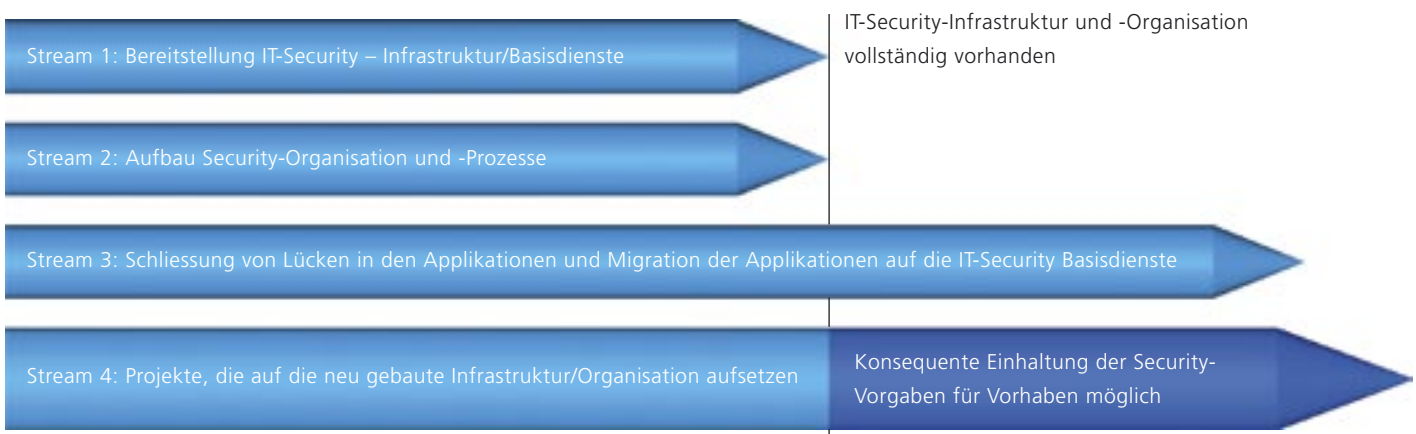 Stream 1: Bereitstellung IT-Security – Infrastruktur/Basisdienste
IT-Security-Infrastruktur und -Organisation
vollständig vorhanden
Stream 2: Aufbau Security-Organisation und -Prozesse
Stream 3: Schliessung von Lücken in den Applikationen und Migration der Applikationen auf die IT-Security Basisdienste
Stream 4: Projekte, die auf die neu gebaute Infrastruktur/Organisation aufsetzen
Konsequente Einhaltung der Security-
Vorgaben für Vorhaben möglich